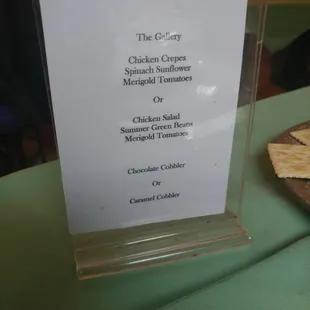 The Gallery
Chicken Crepes
Spinach Sunflower
Merigold Tomatoes
Or
Chicken Salad
Summer Green Beans
Merigold Tomatoes
Chocolate Cobbler
Or
Caramel Cobbler